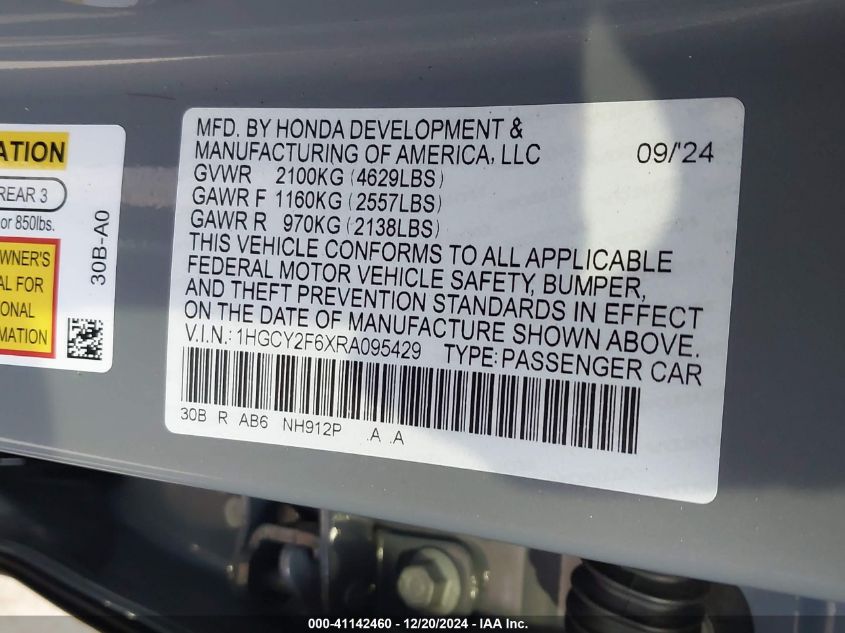 ATION
REAR 3
or 850lbs.
WNER'S
AL FOR
IONAL
MATION
30B-A0
MFD. BY HONDA DEVELOPMENT &
MANUFACTURING OF AMERICA, LLC 09/'24
GVWR 2100KG (4629LBS)
GAWR F 1160KG (2557LBS)
GAWR R 970KG (2138LBS)
THIS VEHICLE CONFORMS TO ALL APPLICABLE
FEDERAL MOTOR VEHICLE SAFETY, BUMPER,
AND THEFT PREVENTION STANDARDS IN EFFECT
ON THE DATE OF MANUFACTURE SHOWN ABOVE.
V.I.N.: 1HGCY2F6XRA095429 TYPE: PASSENGER CAR
30B R AB6 NH912P .A .A
000-41142460 - 12/20/2024 - IAA Inc.